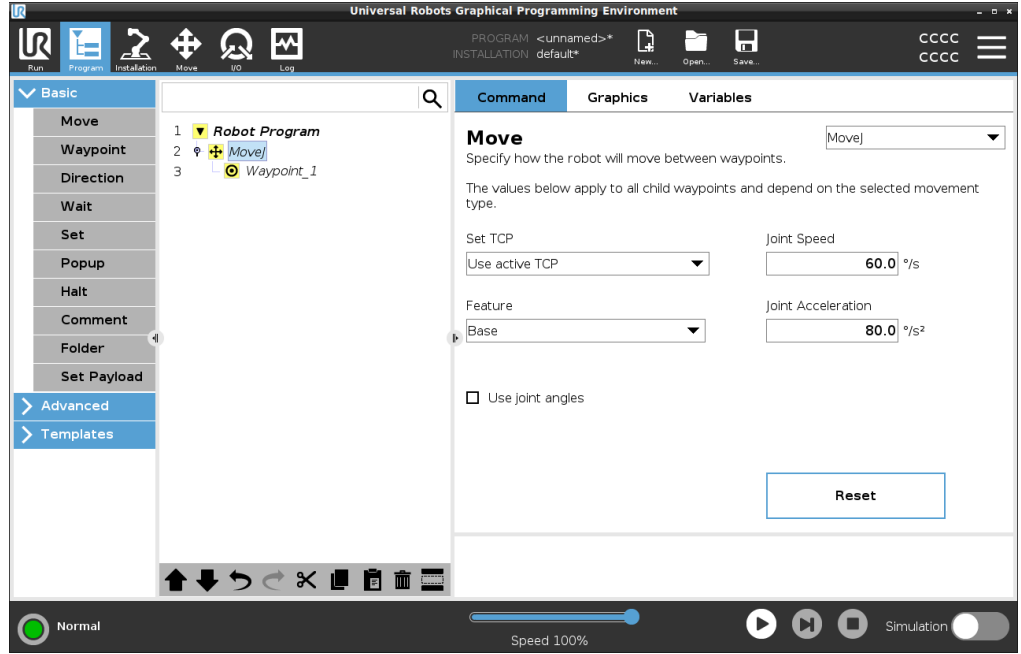 Universal Robots Graphical Programming Environment
UR
Run
Program
Installation
Move
I/O
Log
PROGRAM <unnamed>*
INSTALLATION default*
New...
Open...
Save...
CCCC
CCCC
Basic
Move
Waypoint
Direction
Wait
Set
Popup
Halt
Comment
Folder
Set Payload
Advanced
Templates
1 Robot Program
2 MoveJ
3 Waypoint_1
Command Graphics Variables
Move
MoveJ
Specify how the robot will move between waypoints.
The values below apply to all child waypoints and depend on the selected movement
type.
Set TCP
Use active TCP
Joint Speed
60.0 °/s
Feature
Base
Joint Acceleration
80.0 °/s²
Use joint angles
Reset
Normal
Speed 100%
Simulation